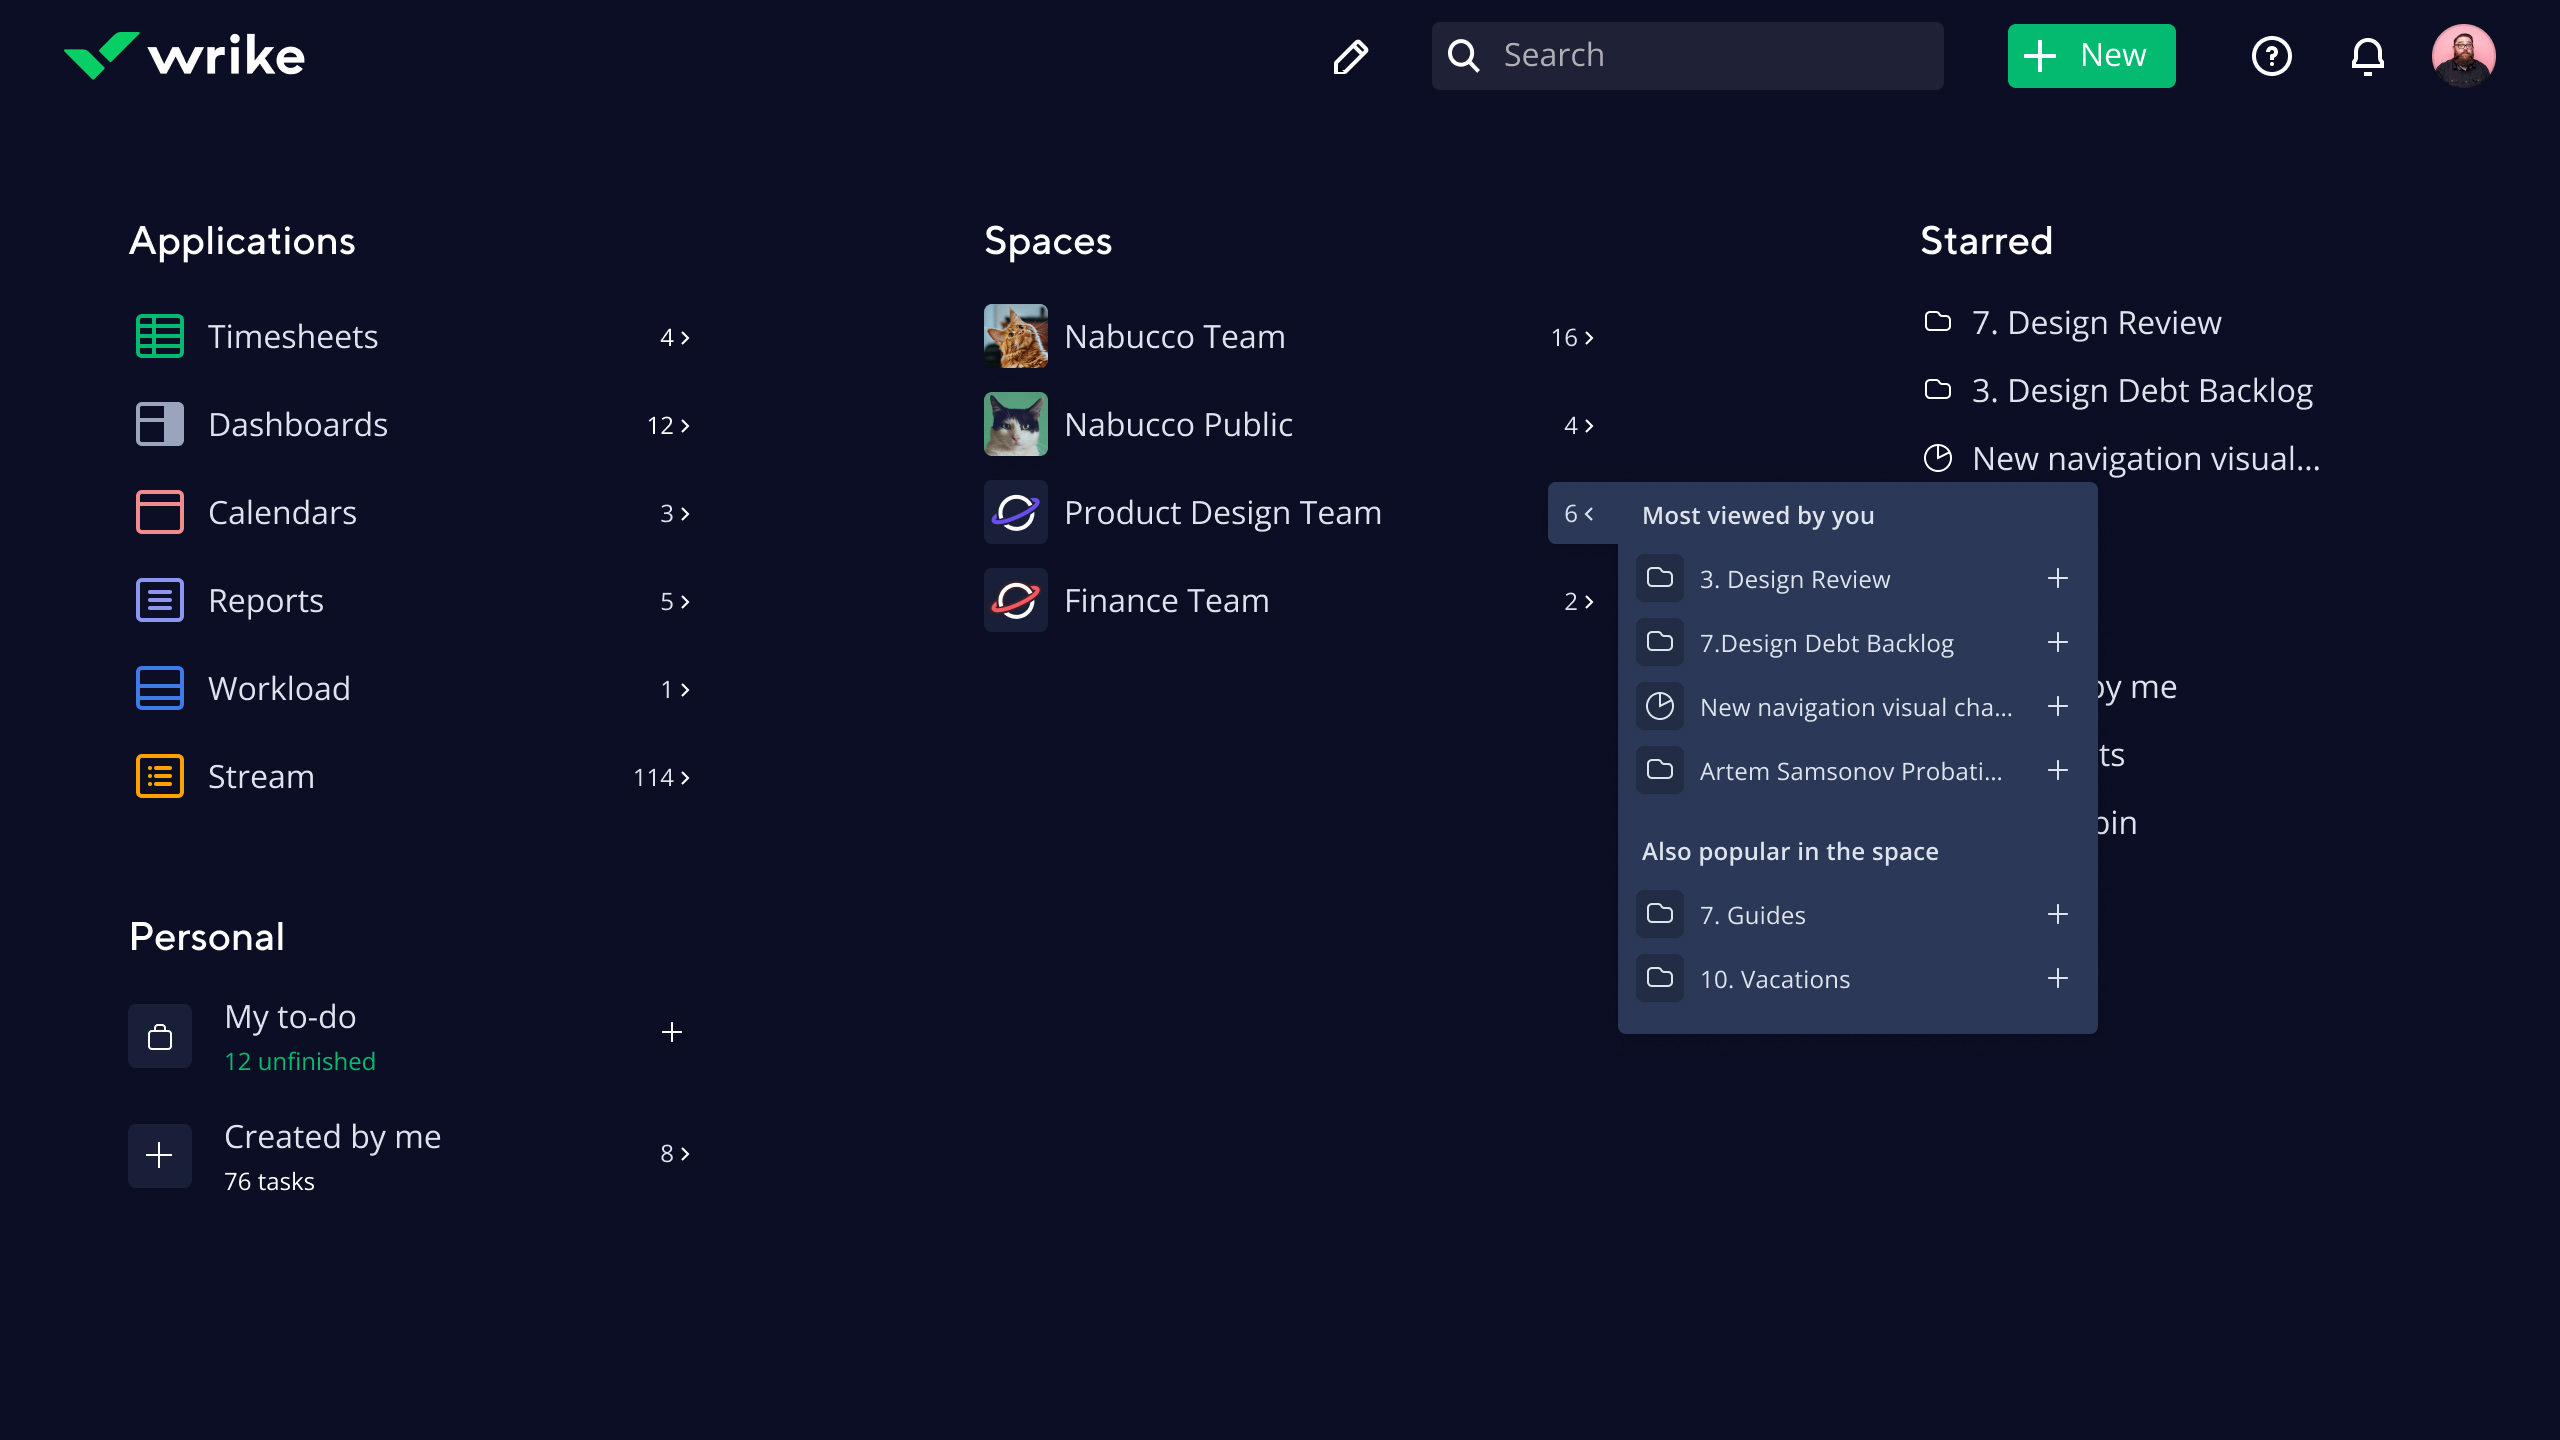 wrike
Search
New
Applications
Timesheets
4
Dashboards
12
Calendars
3
Reports
5
Workload
1
Stream
114
Personal
My to-do
12 unfinished
Created by me
76 tasks
8
Spaces
Nabucco Team
16
Nabucco Public
4
Product Design Team
6
Finance Team
2
Most viewed by you
3. Design Review
7.Design Debt Backlog
New navigation visual cha...
Artem Samsonov Probati...
Also popular in the space
7. Guides
10. Vacations
Starred
7. Design Review
3. Design Debt Backlog
New navigation visual...
by me